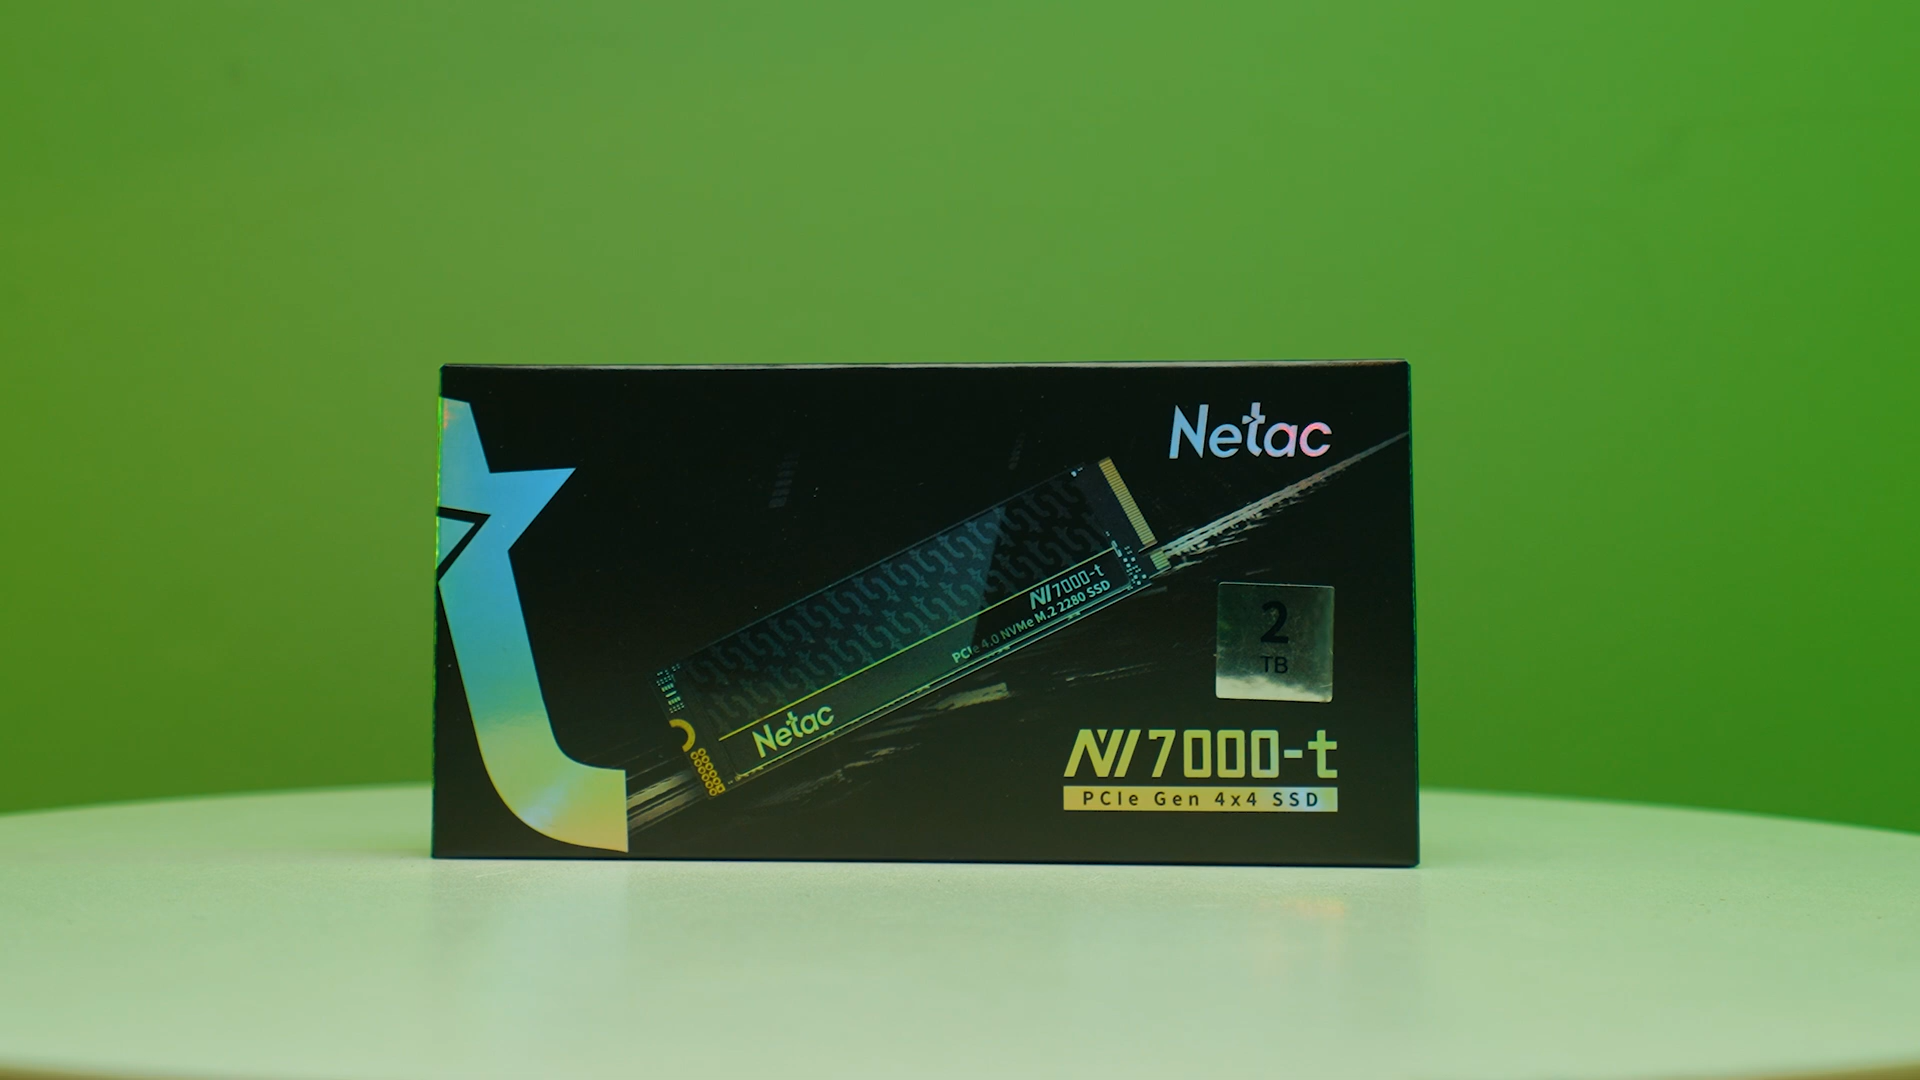 Netac
NV7000-t
PCIe 4.0 NVMe M.2 2280 SSD
Netac
2
TB
NV7000-t
PCIe Gen 4x4 SSD